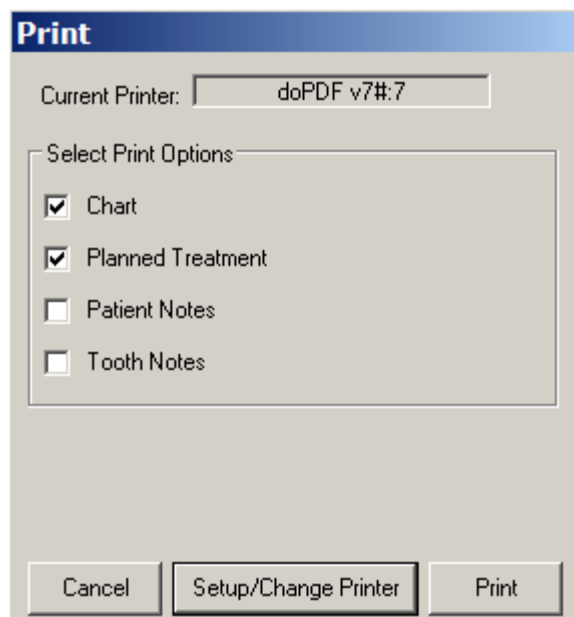 Print
Current Printer: doPDF v7#:7
Select Print Options
Chart
Planned Treatment
Patient Notes
Tooth Notes
Cancel Setup/Change Printer Print